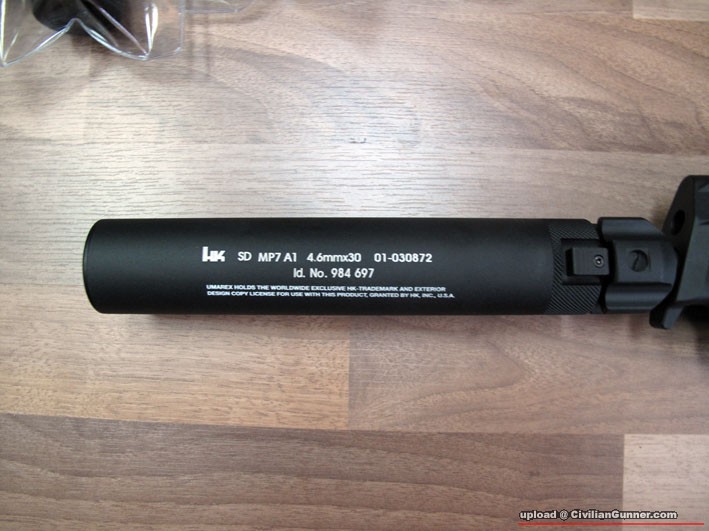 HK SD MP7 A1 4.6mmx30 01-030872
Id. No. 984 697
UMAREX HOLDS THE WORLDWIDE EXCLUSIVE HK-TRADEMARK AND EXTERIOR
DESIGN COPY LICENSE FOR USE WITH THIS PRODUCT, GRANTED BY HK, INC., U.S.A.
upload @ CivilianGunner.com